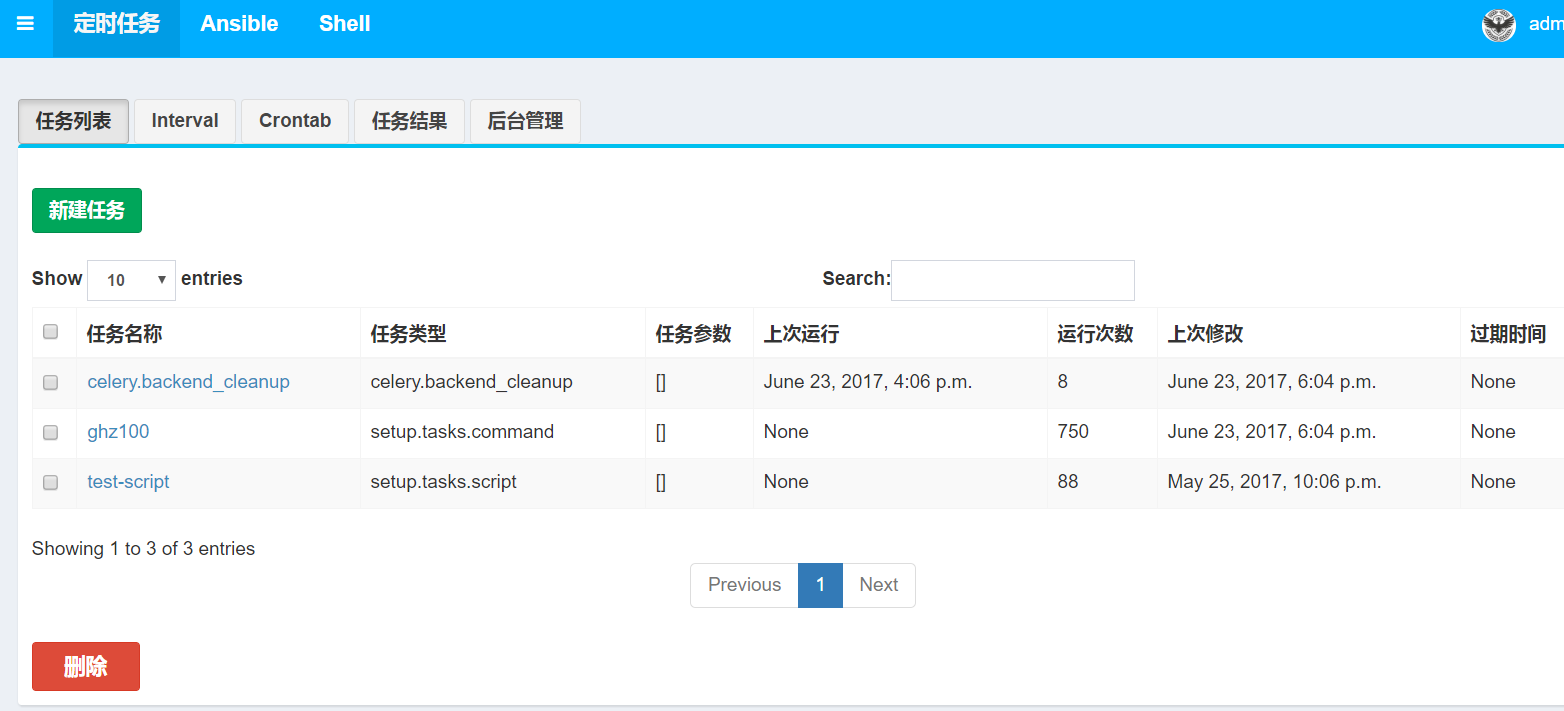 定时任务 Ansible Shell adm
任务列表 Interval Crontab 任务结果 后台管理
新建任务
Show 10 entries Search:
任务名称 任务类型 任务参数 上次运行 运行次数 上次修改 过期时间
celery.backend_cleanup celery.backend_cleanup [] June 23, 2017, 4:06 p.m. 8 June 23, 2017, 6:04 p.m. None
ghz100 setup.tasks.command [] None 750 June 23, 2017, 6:04 p.m. None
test-script setup.tasks.script [] None 88 May 25, 2017, 10:06 p.m. None
Showing 1 to 3 of 3 entries
Previous 1 Next
删除